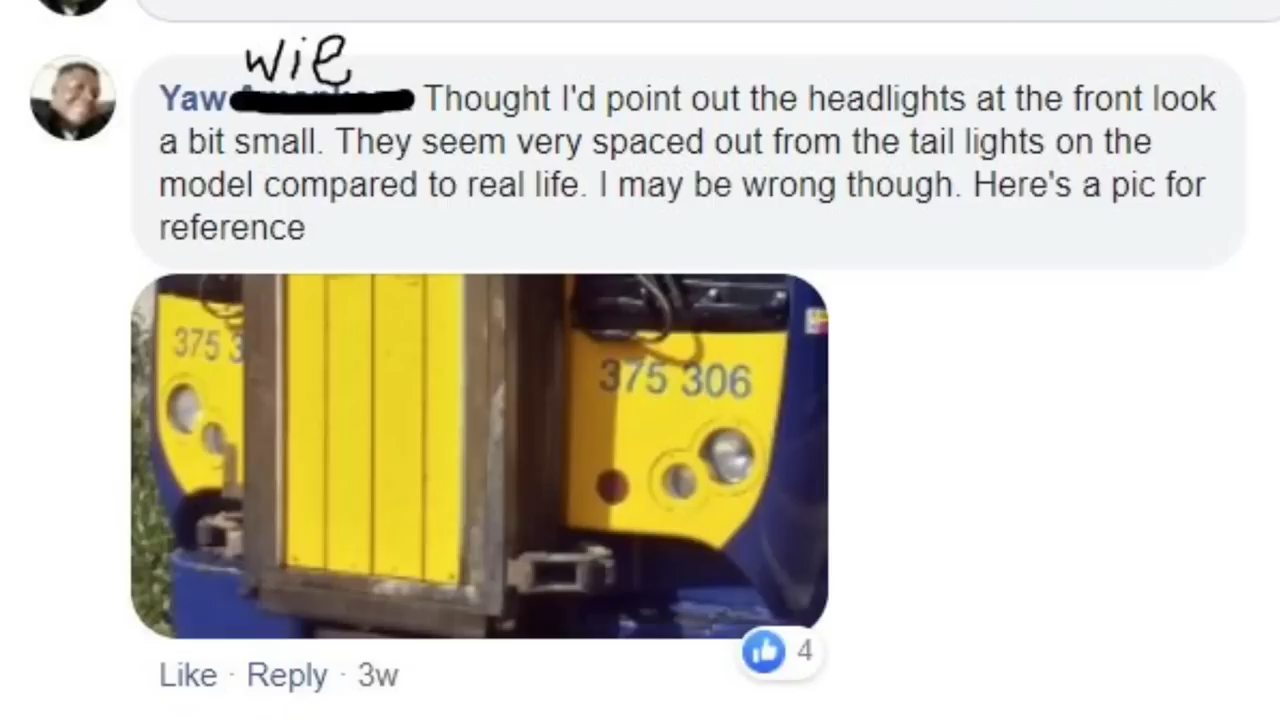 wie
Yaw Thought I'd point out the headlights at the front look
a bit small. They seem very spaced out from the tail lights on the
model compared to real life. I may be wrong though. Here's a pic for
reference
375 3
375 306
4
Like · Reply · 3w